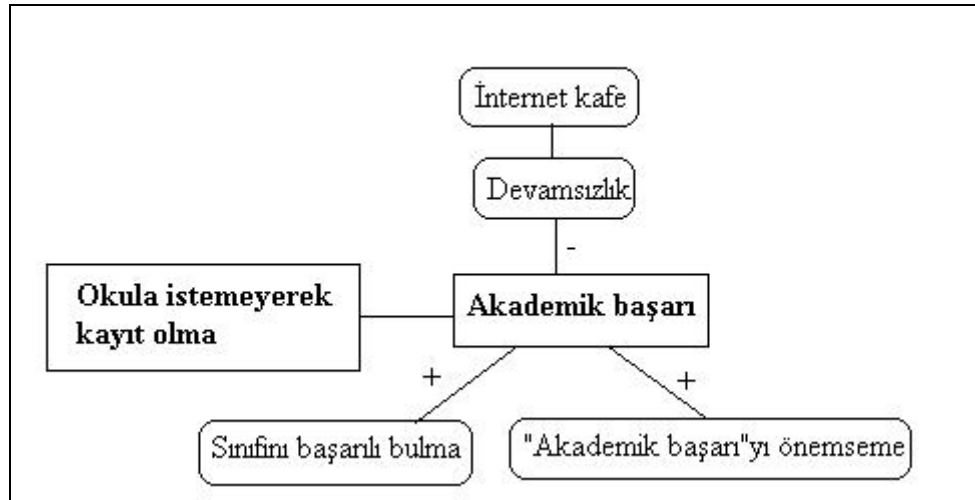 İnternet kafe
Devamsızlık
-
Okula istemeyerek
kayıt olma
Akademik başarı
+
+
Sınıfını başarılı bulma
"Akademik başarı"yı önemseme